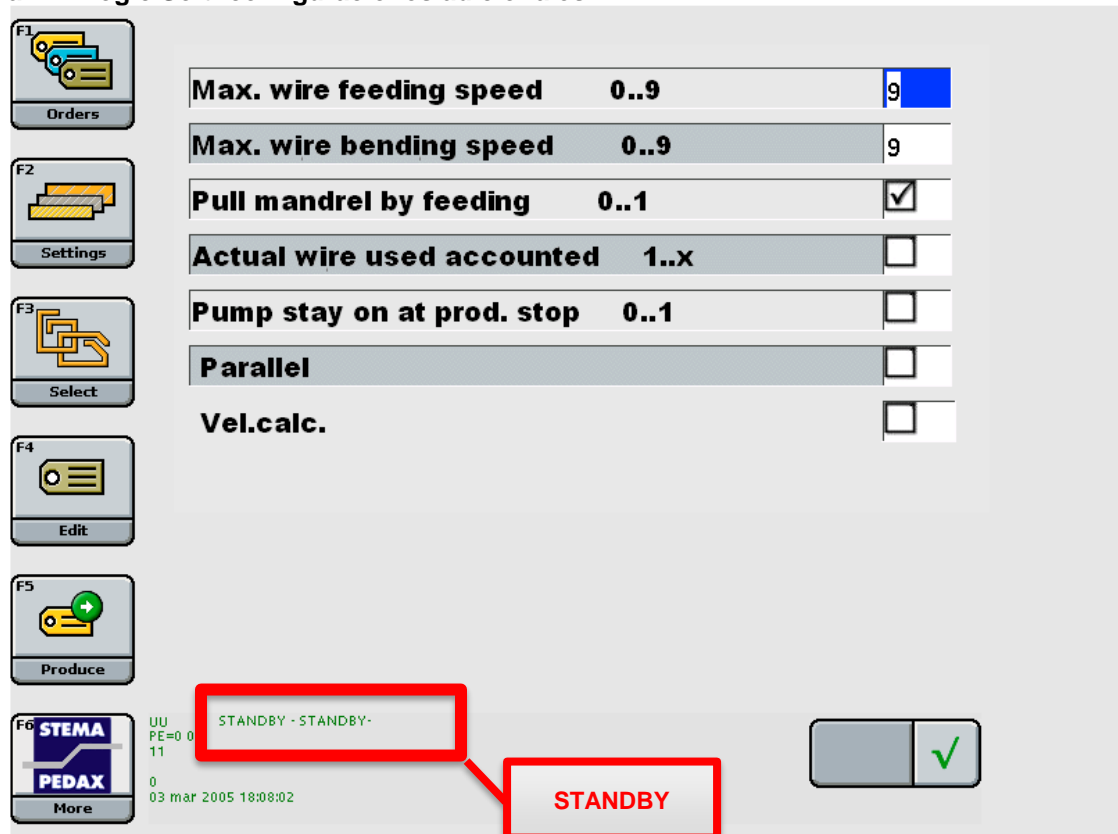 F1
Orders
Max. wire feeding speed 0..9 9
Max. wire bending speed 0..9 9
F2
Pull mandrel by feeding 0..1
Settings
Actual wire used accounted 1..x
F3
Pump stay on at prod. stop 0..1
Parallel
Select
Vel.calc.
F4
Edit
F5
Produce
F6 STEMA
PEDAX
More
UU STANDBY - STANDBY-
PE=0 0
11
0
03 mar 2005 18:08:02
STANDBY